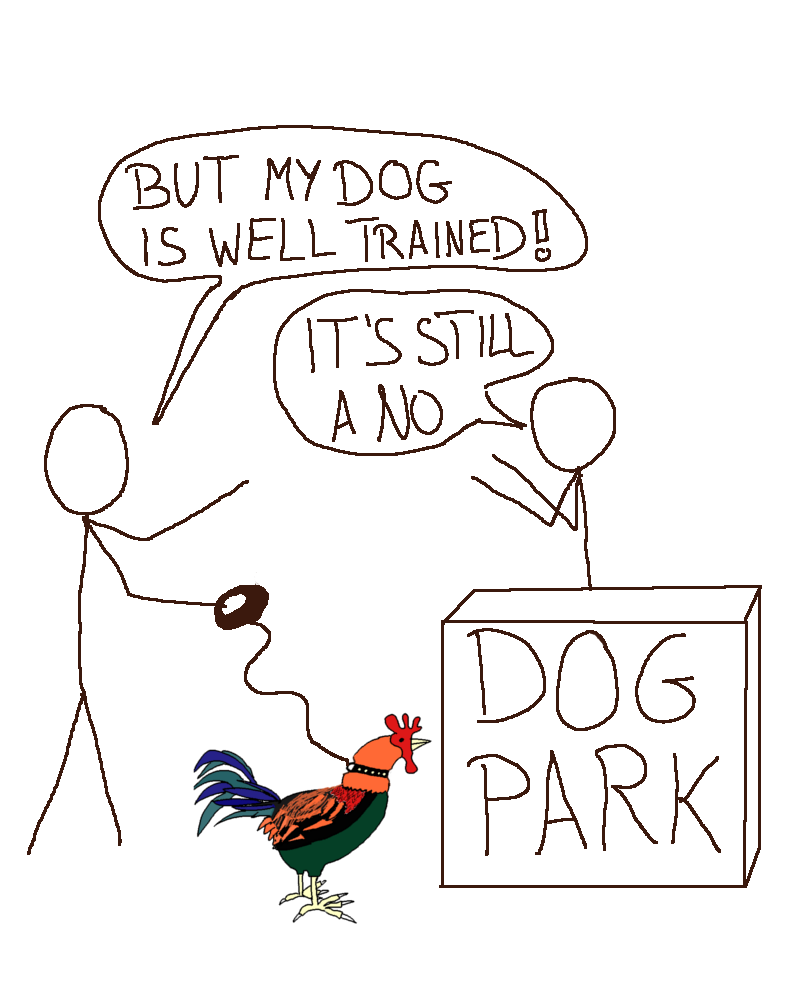 BUT MY DOG
IS WELL TRAINED!!
IT'S STILL
A NO
DOG
PARK